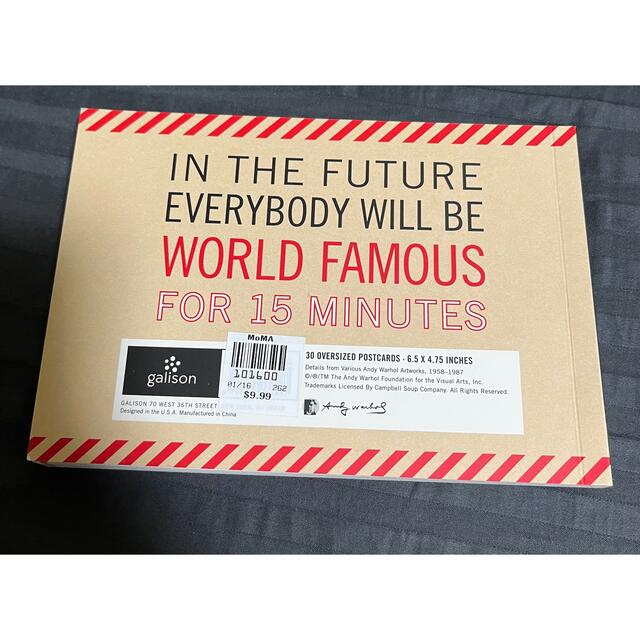 IN THE FUTURE
EVERYBODY WILL BE
WORLD FAMOUS
FOR 15 MINUTES
MoMA
101600
01/16 262
$9.99
galison
GALISON 70 WEST 36TH STREET
Designed in the U.S.A. Manufactured in China
30 OVERSIZED POSTCARDS · 6.5 X 4.75 INCHES
Details from Various Andy Warhol Artworks, 1958–1987
©/®/TM The Andy Warhol Foundation for the Visual Arts, Inc.
Trademarks Licensed By Campbell Soup Company. All Rights Reserved.
Andy Warhol